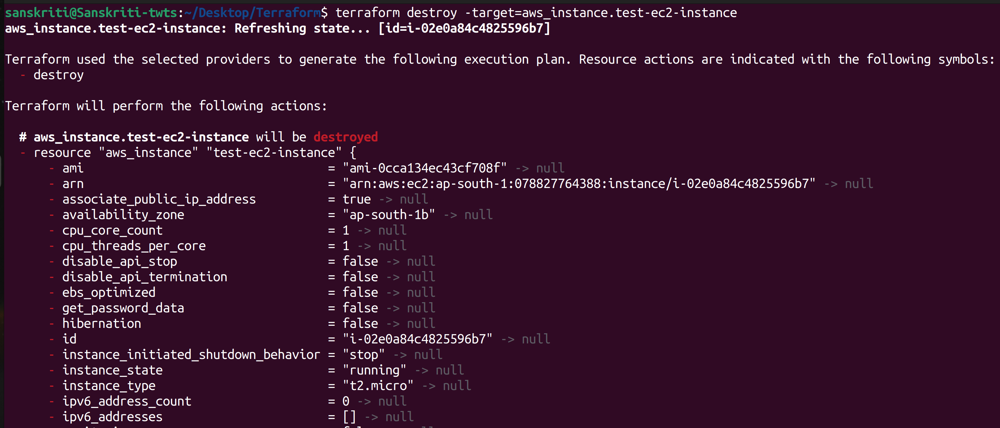 sanskriti@Sanskriti-twts:~/Desktop/Terraform$ terraform destroy -target=aws_instance.test-ec2-instance
aws_instance.test-ec2-instance: Refreshing state... [id=i-02e0a84c4825596b7]
Terraform used the selected providers to generate the following execution plan. Resource actions are indicated with the following symbols:
- destroy
Terraform will perform the following actions:
# aws_instance.test-ec2-instance will be destroyed
- resource "aws_instance" "test-ec2-instance" {
- ami = "ami-0cca134ec43cf708f" -> null
- arn = "arn:aws:ec2:ap-south-1:078827764388:instance/i-02e0a84c4825596b7" -> null
- associate_public_ip_address = true -> null
- availability_zone = "ap-south-1b" -> null
- cpu_core_count = 1 -> null
- cpu_threads_per_core = 1 -> null
- disable_api_stop = false -> null
- disable_api_termination = false -> null
- ebs_optimized = false -> null
- get_password_data = false -> null
- hibernation = false -> null
- id = "i-02e0a84c4825596b7" -> null
- instance_initiated_shutdown_behavior = "stop" -> null
- instance_state = "running" -> null
- instance_type = "t2.micro" -> null
- ipv6_address_count = 0 -> null
- ipv6_addresses = [] -> null